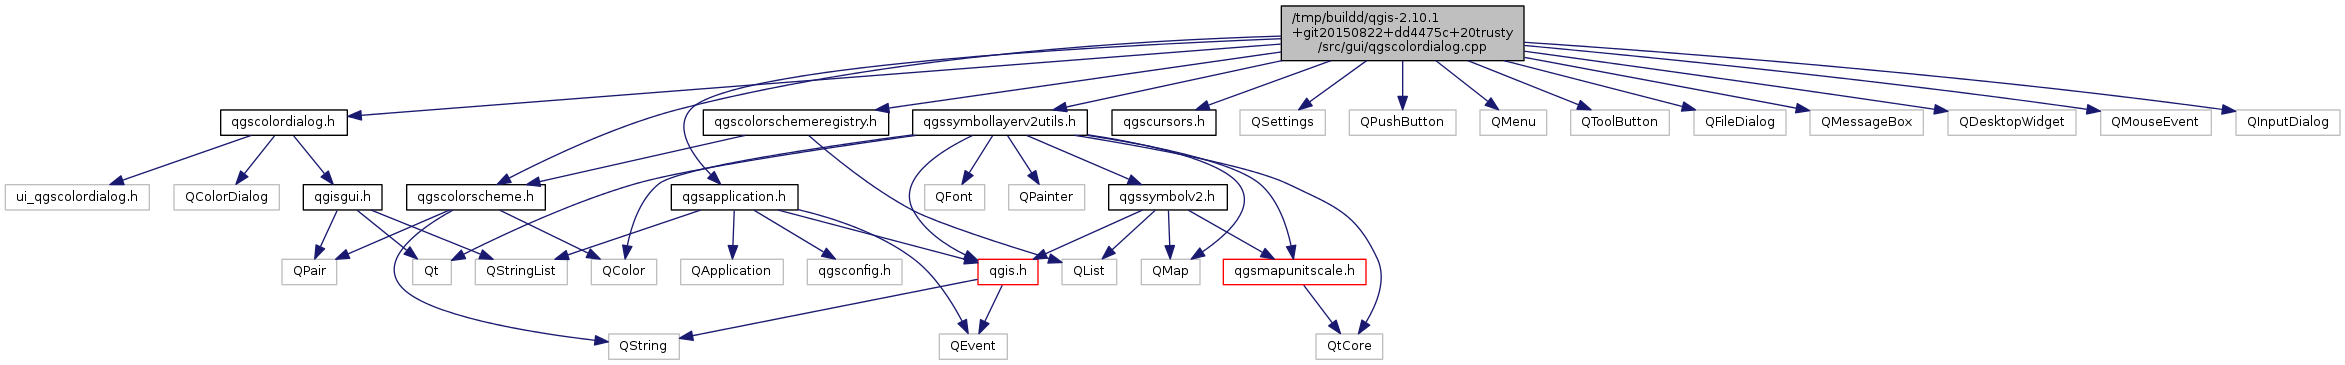 /tmp/buildd/qgis-2.10.1
+git20150822+dd4475c+20trusty
/src/gui/qgscolordialog.cpp
qgscolordialog.h
qgscolorschemeregistry.h
qgssymbollayerv2utils.h
qgscursors.h
QSettings
QPushButton
QMenu
QToolButton
QFileDialog
QMessageBox
QDesktopWidget
QMouseEvent
QInputDialog
ui_qgscolordialog.h
QColorDialog
qgisgui.h
qgscolorscheme.h
qgsapplication.h
QFont
QPainter
qgssymbolv2.h
QPair
Qt
QStringList
QColor
QApplication
qgsconfig.h
qgis.h
QList
QMap
qgsmapunitscale.h
QString
QEvent
QtCore